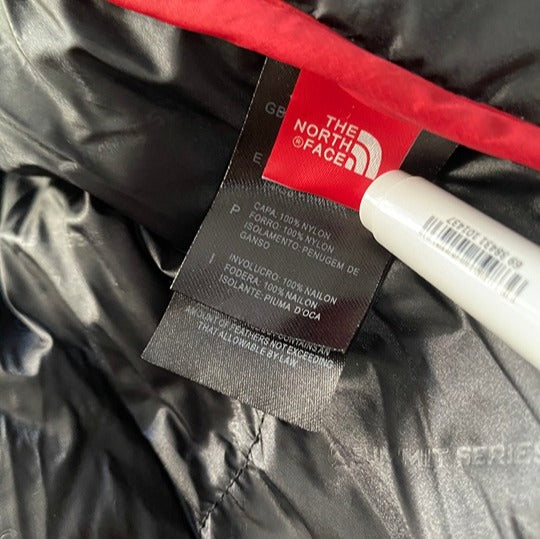 GB
THE
NORTH
®FACE
E
P
CAPA, 100% NYLON
FORRO: 100% NYLON
ISOLAMENTO: PENUGEM DE
GANSO
I
INVOLUCRO: 100% NAILON
FODERA: 100% NAILON
ISOLANTE: PIUMA D'OCA
AMOUNT OF FEATHERS NOT EXCEEDING
THAT ALLOWABLE BY LAW
SUMMIT SERIES